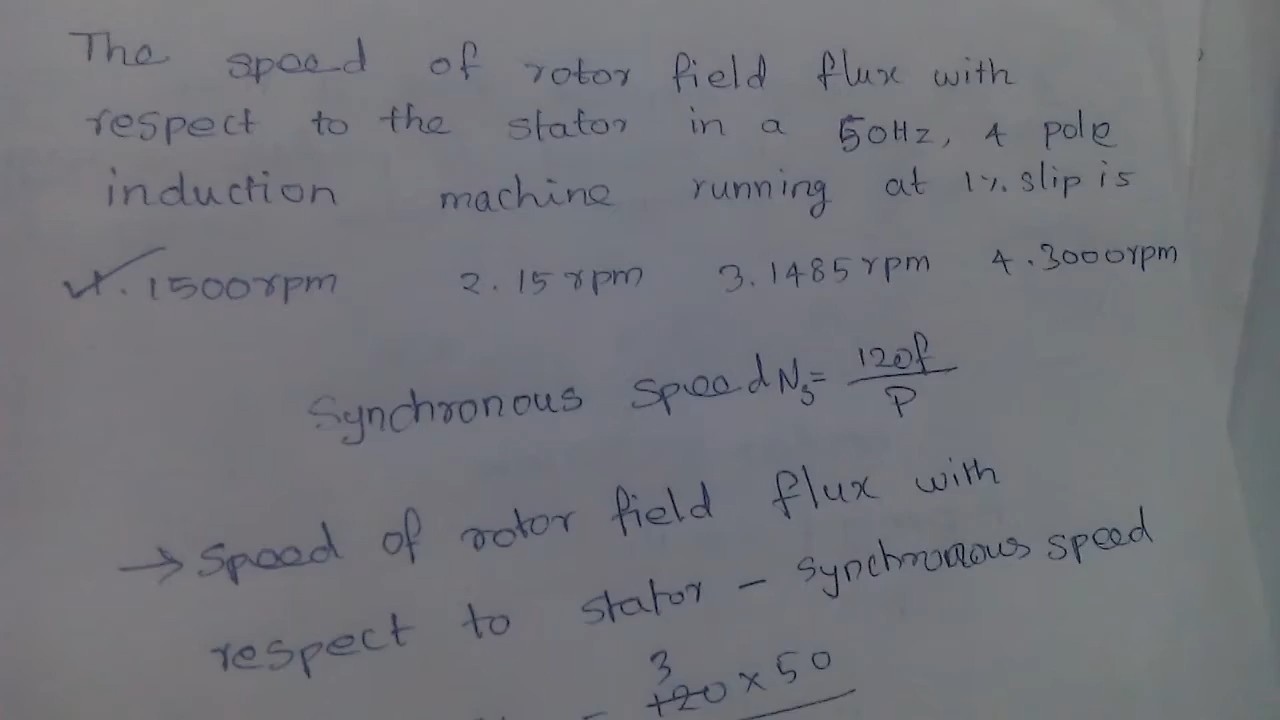 The speed of rotor field flux with
respect to the stator in a 50Hz, 4 pole
induction machine running at 1% slip is
1. 1500rpm 2. 15rpm 3. 1485rpm 4. 3000rpm
Synchronous speed Ns = 120f
P
→ Speed of rotor field flux with
respect to stator - synchronous speed
3
= 120 x 50